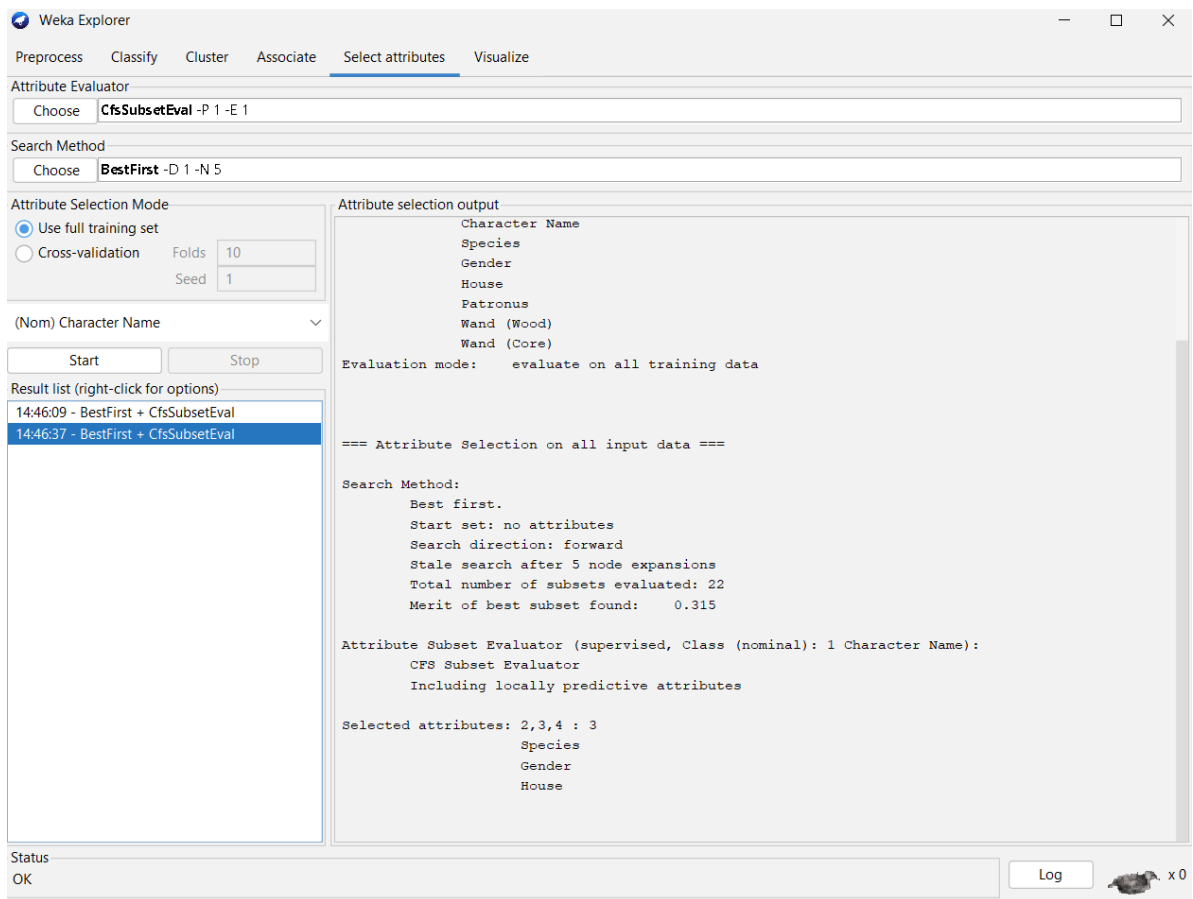 Weka Explorer
Preprocess Classify Cluster Associate Select attributes Visualize
Attribute Evaluator
Choose CfsSubsetEval -P 1 -E 1
Search Method
Choose BestFirst -D 1 -N 5
Attribute Selection Mode
Use full training set
Cross-validation Folds 10
Seed 1
(Nom) Character Name
Start Stop
Result list (right-click for options)
14:46:09 - BestFirst + CfsSubsetEval
14:46:37 - BestFirst + CfsSubsetEval
Attribute selection output
Character Name
Species
Gender
House
Patronus
Wand (Wood)
Wand (Core)
Evaluation mode: evaluate on all training data
=== Attribute Selection on all input data ===
Search Method:
Best first.
Start set: no attributes
Search direction: forward
Stale search after 5 node expansions
Total number of subsets evaluated: 22
Merit of best subset found: 0.315
Attribute Subset Evaluator (supervised, Class (nominal): 1 Character Name):
CFS Subset Evaluator
Including locally predictive attributes
Selected attributes: 2,3,4 : 3
Species
Gender
House
Status
OK
Log x 0